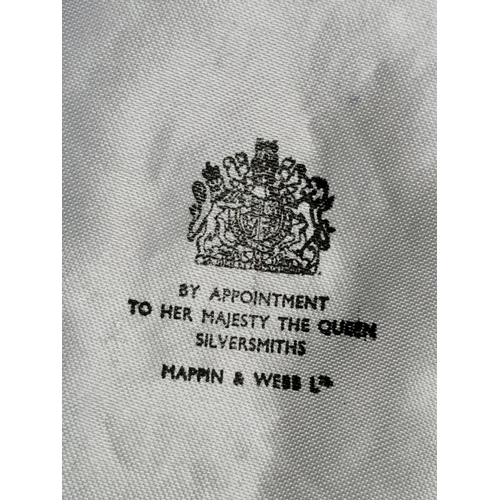 BY APPOINTMENT
TO HER MAJESTY THE QUEEN
SILVERSMITHS
MAPPIN & WEBB LTD